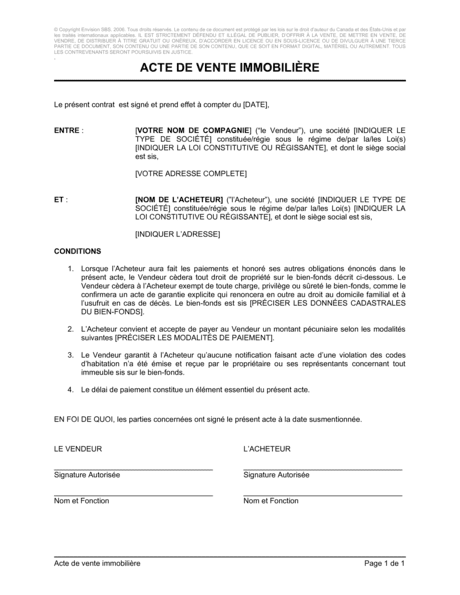 © Copyright Envision SBS. 2006. Tous droits réservés. Le contenu de ce document est protégé par les lois sur le droit d'auteur du Canada et des États-Unis et par
les traités internationaux applicables. IL EST STRICTEMENT DÉFENDU ET ILLÉGAL DE PUBLIER, D'OFFRIR À LA VENTE, DE METTRE EN VENTE, DE
VENDRE, DE DISTRIBUER À TITRE GRATUIT OU ONÉREUX, D'ACCORDER EN LICENCE OU EN SOUS-LICENCE OU DE DIVULGUER À UNE TIERCE
PARTIE CE DOCUMENT, SON CONTENU OU UNE PARTIE DE SON CONTENU, QUE CE SOIT EN FORMAT DIGITAL, MATÉRIEL OU AUTREMENT. TOUS
LES CONTREVENANTS SERONT POURSUIVIS EN JUSTICE.
ACTE DE VENTE IMMOBILIÈRE
Le présent contrat est signé et prend effet à compter du [DATE],
ENTRE : [VOTRE NOM DE COMPAGNIE] ("le Vendeur"), une société [INDIQUER LE
TYPE DE SOCIÉTÉ] constituée/régie sous le régime de/par la/les Loi(s)
[INDIQUER LA LOI CONSTITUTIVE OU RÉGISSANTE], et dont le siège social
est sis,
[VOTRE ADRESSE COMPLETE]
ET : [NOM DE L'ACHETEUR] ("l'Acheteur"), une société [INDIQUER LE TYPE DE
SOCIÉTÉ] constituée/régie sous le régime de/par la/les Loi(s) [INDIQUER LA
LOI CONSTITUTIVE OU RÉGISSANTE], et dont le siège social est sis,
[INDIQUER L'ADRESSE]
CONDITIONS
1. Lorsque l'Acheteur aura fait les paiements et honoré ses autres obligations énoncés dans le
présent acte, le Vendeur cèdera tout droit de propriété sur le bien-fonds décrit ci-dessous. Le
Vendeur cèdera à l'Acheteur exempt de toute charge, privilège ou sûreté le bien-fonds, comme le
confirmera un acte de garantie explicite qui renoncera en outre au droit au domicile familial et à
l'usufruit en cas de décès. Le bien-fonds est sis [PRÉCISER LES DONNÉES CADASTRALES
DU BIEN-FONDS].
2. L'Acheteur convient et accepte de payer au Vendeur un montant pécuniaire selon les modalités
suivantes [PRÉCISER LES MODALITÉS DE PAIEMENT].
3. Le Vendeur garantit à l'Acheteur qu'aucune notification faisant acte d'une violation des codes
d'habitation n'a été émise et reçue par le propriétaire ou ses représentants concernant tout
immeuble sis sur le bien-fonds.
4. Le délai de paiement constitue un élément essentiel du présent acte.
EN FOI DE QUOI, les parties concernées ont signé le présent acte à la date susmentionnée.
LE VENDEUR L'ACHETEUR
Signature Autorisée Signature Autorisée
Nom et Fonction Nom et Fonction
Acte de vente immobilière Page 1 de 1